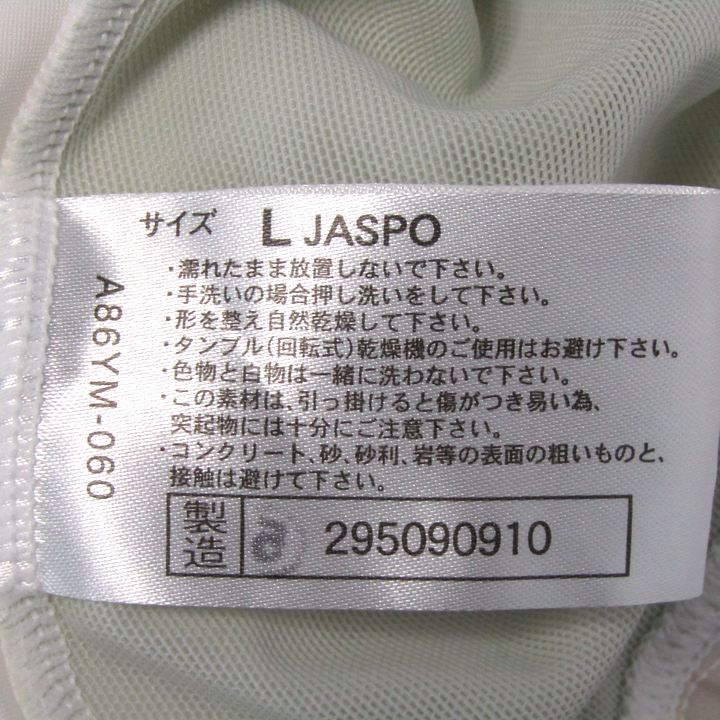 サイズ L JASPO
・濡れたまま放置しないで下さい。
・手洗いの場合押し洗いをして下さい。
・形を整え自然乾燥して下さい。
・タンブル(回転式)乾燥機のご使用はお避け下さい。
・色物と白物は一緒に洗わないで下さい。
・この素材は、引っ掛けると傷がつき易い為、
突起物には十分にご注意下さい。
・コンクリート、砂、砂利、岩等の表面の粗いものと、
接触は避けて下さい。
製造 295090910
A86YM-060